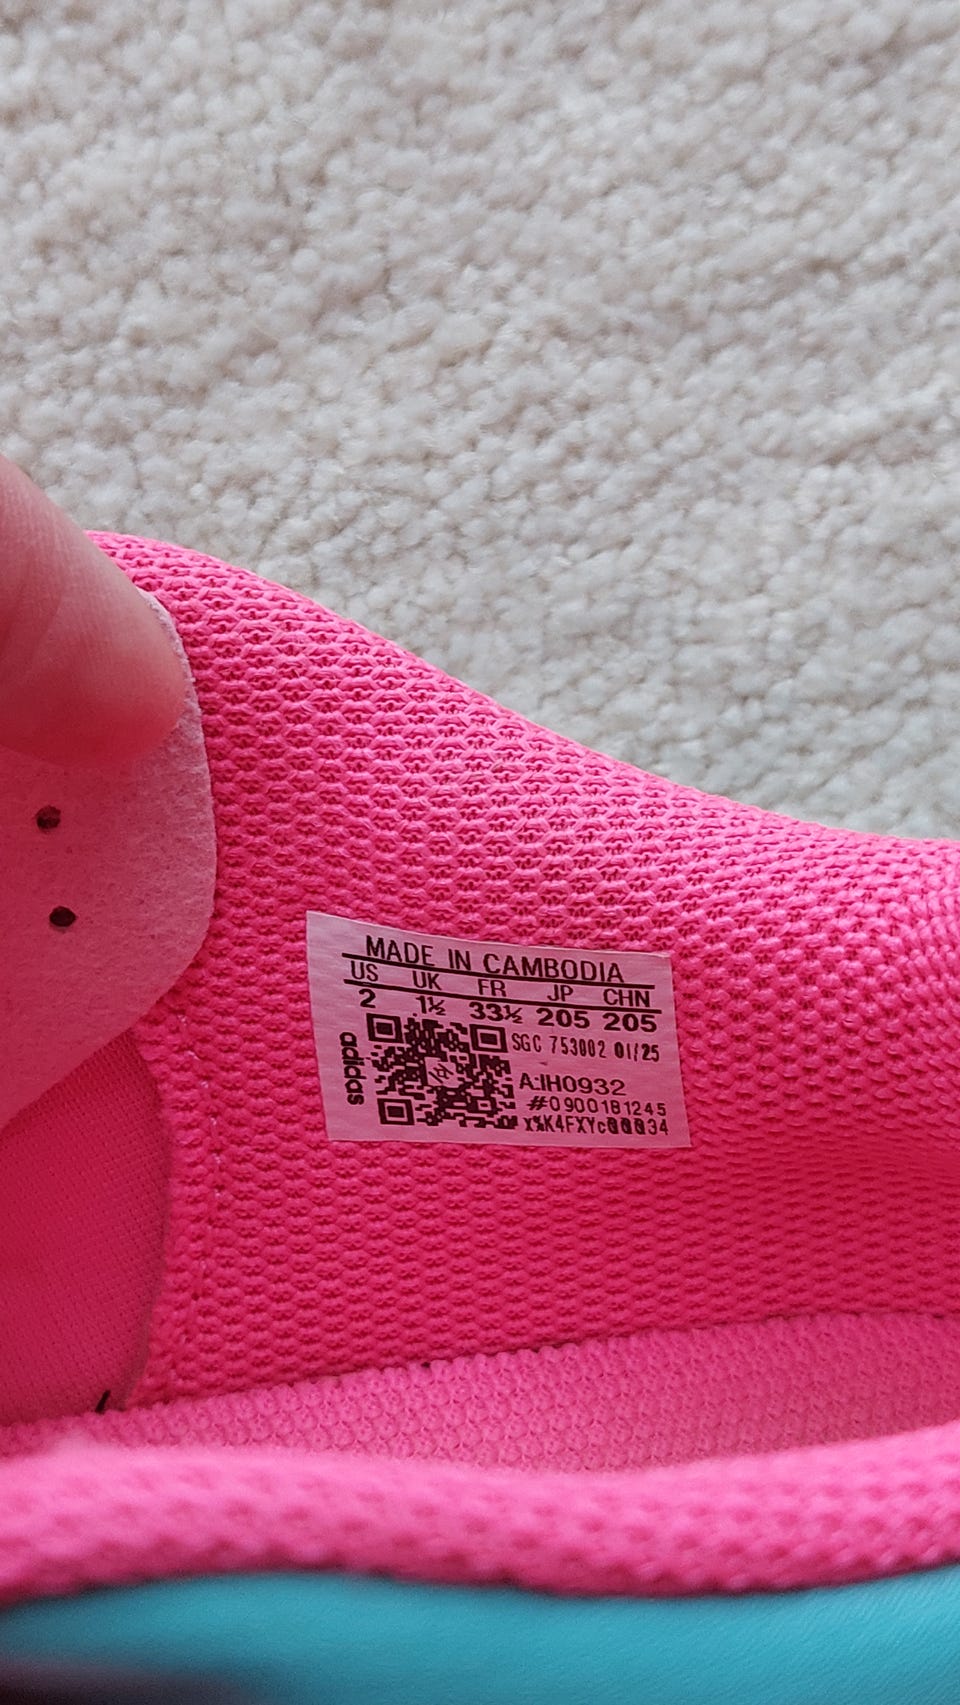 MADE IN CAMBODIA
US UK FR JP CHN
2 1½ 33½ 205 205
SGC 753002 01/25
adidas
A:IH0932
#0900181245